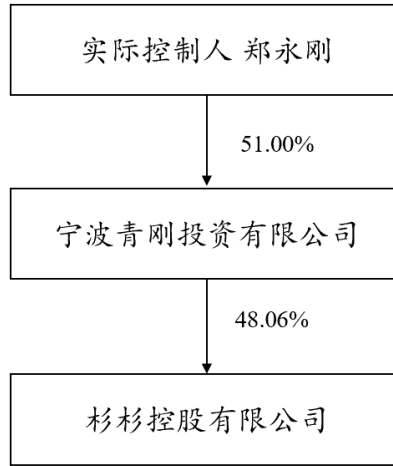 实际控制人 郑永刚
51.00%
宁波青刚投资有限公司
48.06%
杉杉控股有限公司